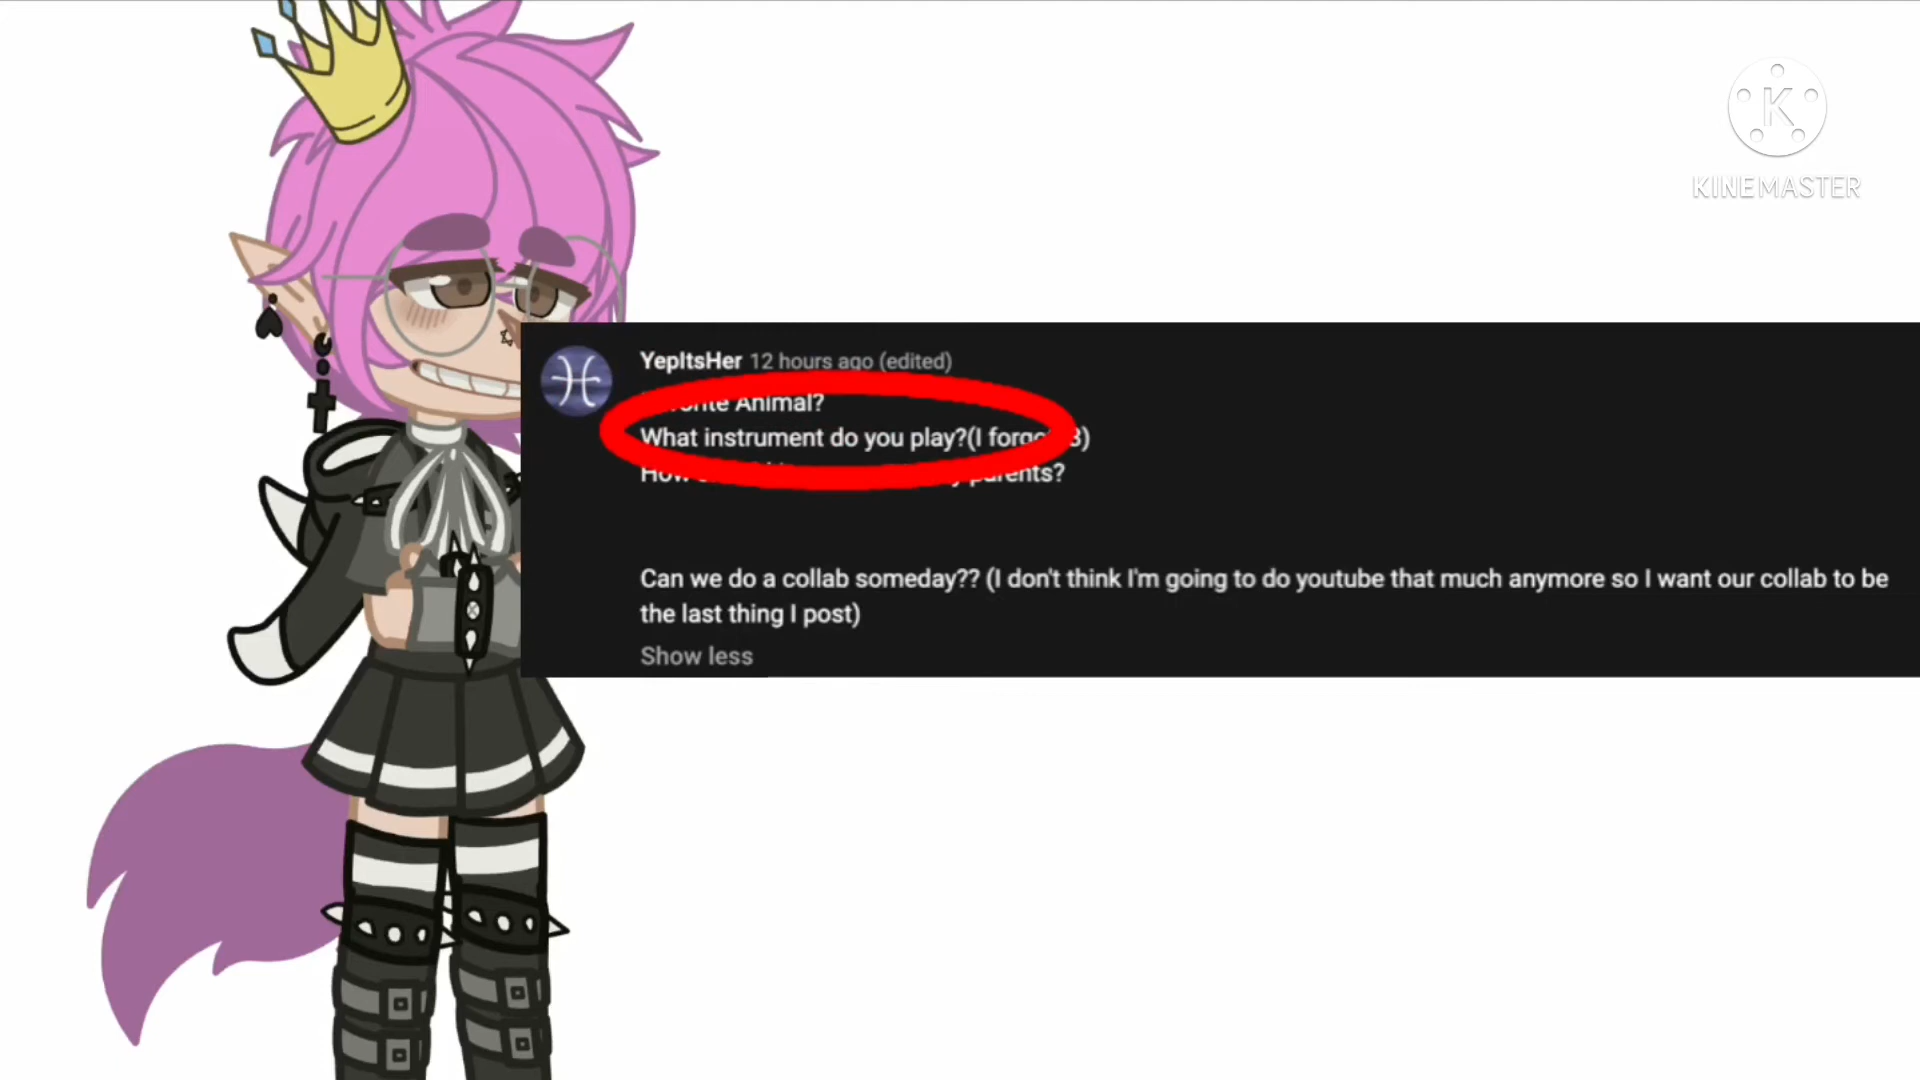 K
KINEMASTER
YepItsHer 12 hours ago (edited)
Animal?
What instrument do you play?(I
parents?
Can we do a collab someday?? (I don't think I'm going to do youtube that much anymore so I want our collab to be
the last thing I post)
Show less